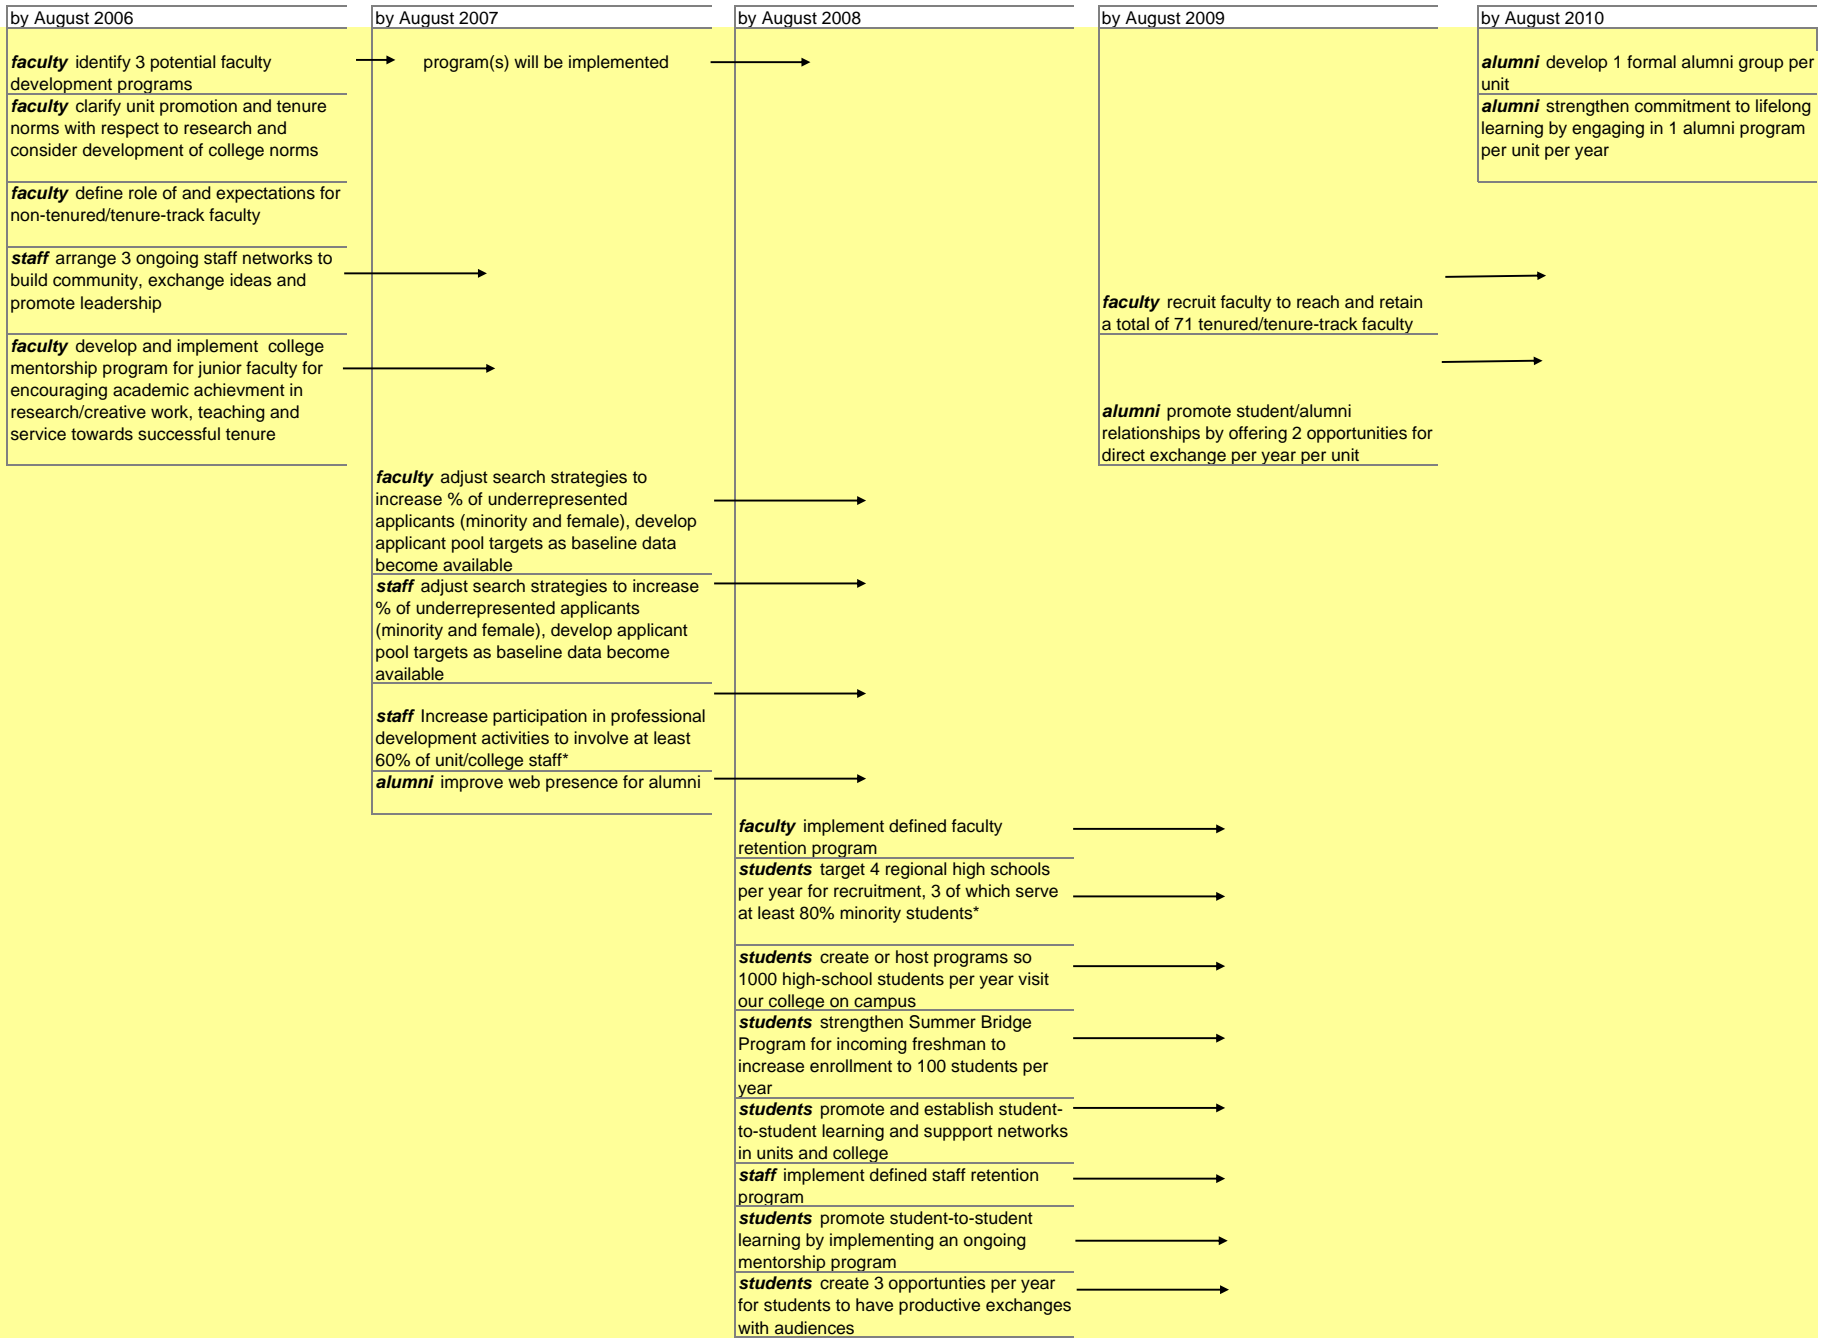 by August 2006
by August 2007
by August 2008
by August 2009
by August 2010
faculty identify 3 potential faculty
development programs
faculty clarify unit promotion and tenure
norms with respect to research and
consider development of college norms
faculty define role of and expectations for
non-tenured/tenure-track faculty
staff arrange 3 ongoing staff networks to
build community, exchange ideas and
promote leadership
faculty develop and implement college
mentorship program for junior faculty for
encouraging academic achievment in
research/creative work, teaching and
service towards successful tenure
program(s) will be implemented
faculty adjust search strategies to
increase % of underrepresented
applicants (minority and female), develop
applicant pool targets as baseline data
become available
staff adjust search strategies to increase
% of underrepresented applicants
(minority and female), develop applicant
pool targets as baseline data become
available
staff Increase participation in professional
development activities to involve at least
60% of unit/college staff*
alumni improve web presence for alumni
faculty implement defined faculty
retention program
students target 4 regional high schools
per year for recruitment, 3 of which serve
at least 80% minority students*
students create or host programs so
1000 high-school students per year visit
our college on campus
students strengthen Summer Bridge
Program for incoming freshman to
increase enrollment to 100 students per
year
students promote and establish student-
to-student learning and suppport networks
in units and college
staff implement defined staff retention
program
students promote student-to-student
learning by implementing an ongoing
mentorship program
students create 3 opportunties per year
for students to have productive exchanges
with audiences
faculty recruit faculty to reach and retain
a total of 71 tenured/tenure-track faculty
alumni promote student/alumni
relationships by offering 2 opportunities for
direct exchange per year per unit
alumni develop 1 formal alumni group per
unit
alumni strengthen commitment to lifelong
learning by engaging in 1 alumni program
per unit per year